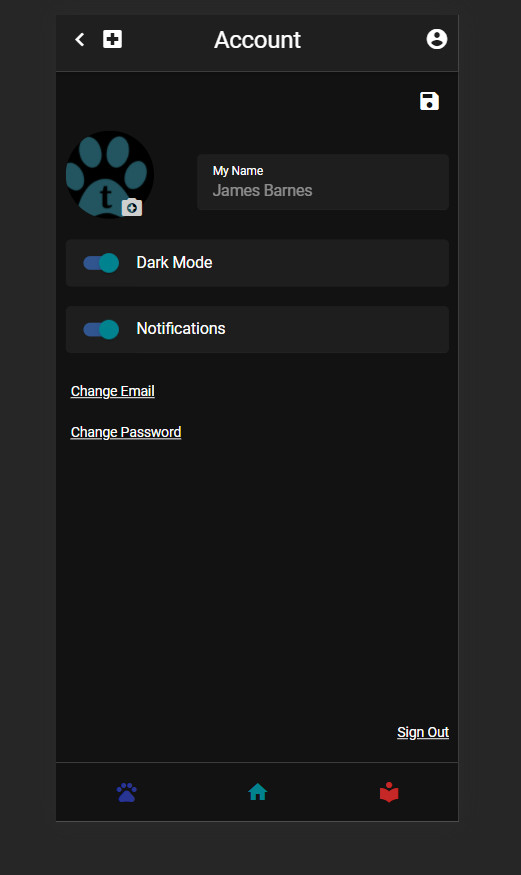 Account
t
My Name
James Barnes
Dark Mode
Notifications
Change Email
Change Password
Sign Out